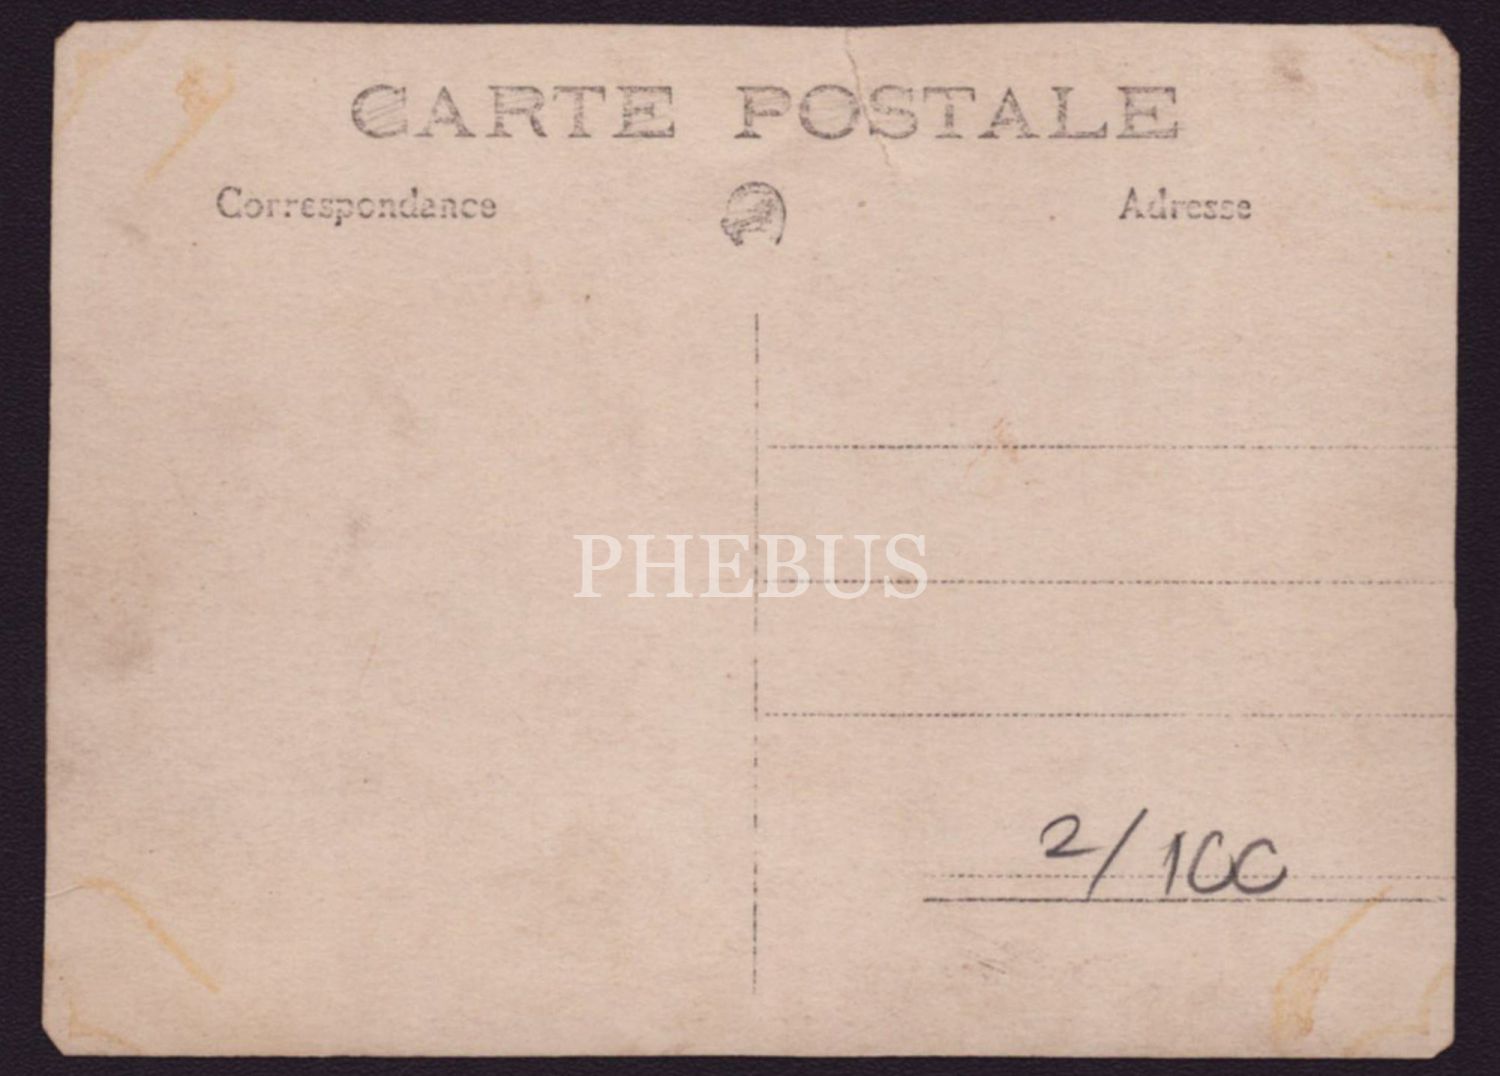 CARTE POSTALE
Correspondance
Adresse
PHEBUS
2/100